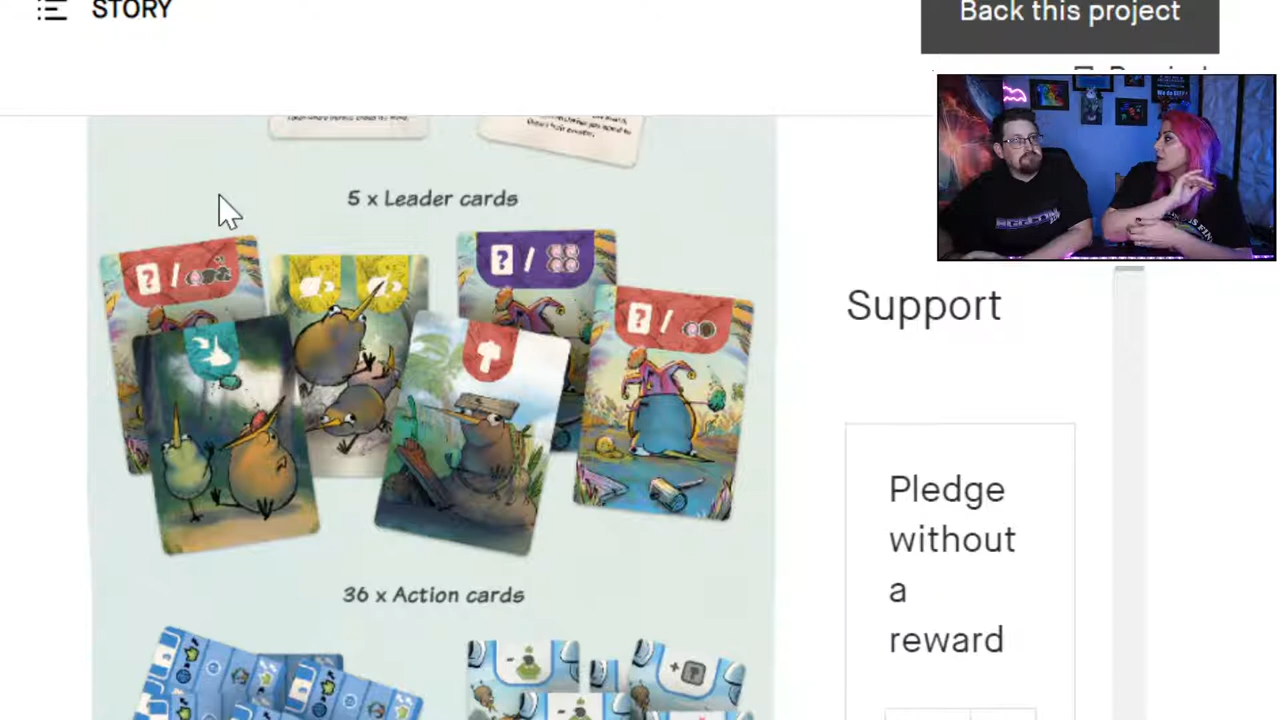 STORY
Back this project
5 x Leader cards
? /
? /
? /
Support
36 x Action cards
Pledge
without
a
reward
- 
+ ?
-